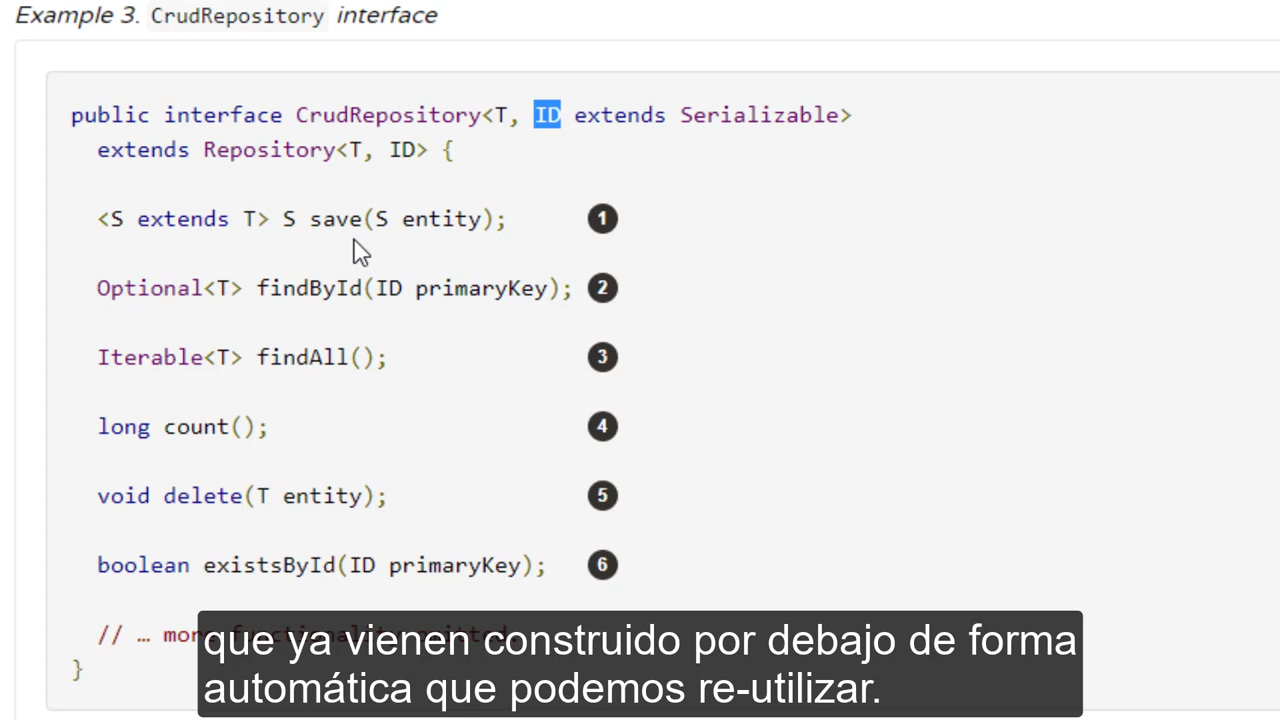 Example 3. CrudRepository interface
public interface CrudRepository<T, ID extends Serializable>
extends Repository<T, ID> {
<S extends T> S save(S entity); 1
Optional<T> findById(ID primaryKey); 2
Iterable<T> findAll(); 3
long count(); 4
void delete(T entity); 5
boolean existsById(ID primaryKey); 6
// … more
}
que ya vienen construido por debajo de forma
automática que podemos re-utilizar.